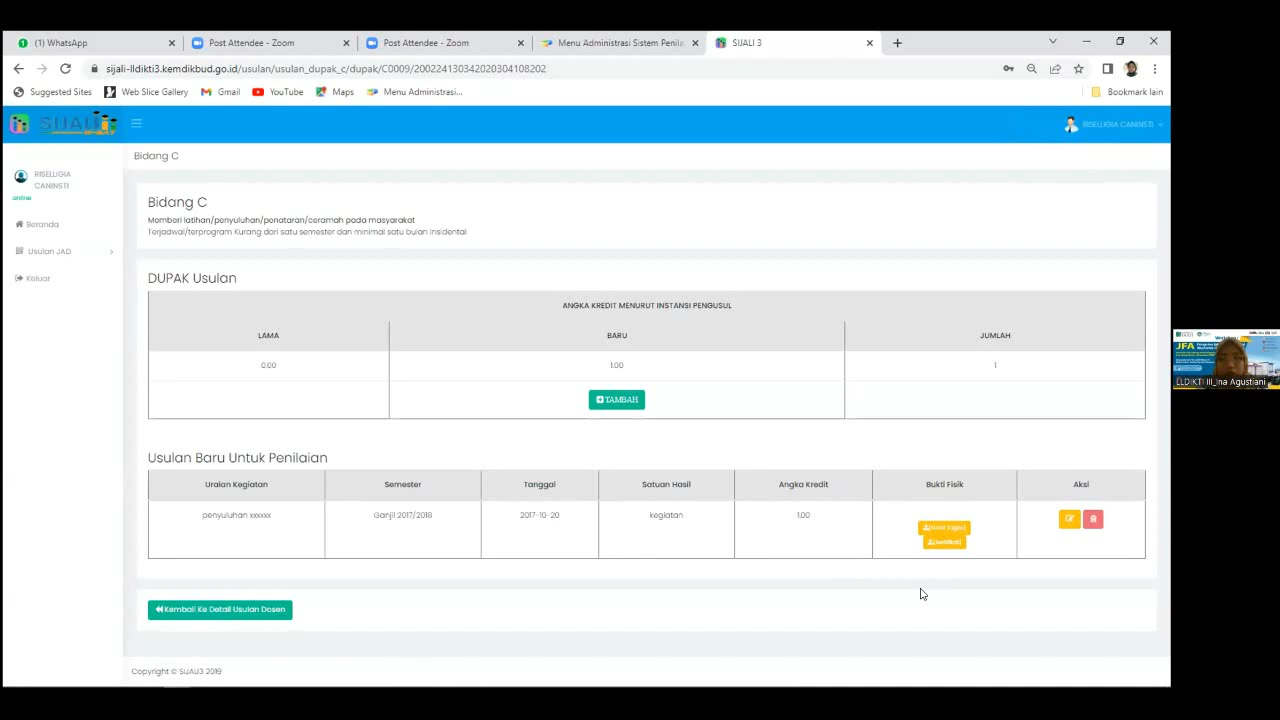 (1) WhatsApp
Post Attendee - Zoom
Post Attendee - Zoom
Menu Administrasi Sistem Penila
SIJALI 3
sijali-lldikti3.kemdikbud.go.id/usulan/usulan_dupak_c/dupak/C0009/200224130342020304108202
Suggested Sites
Web Slice Gallery
Gmail
YouTube
Maps
Menu Administrasi...
Bookmark lain
SIJALI
RISELLIGIA CANINSTI
Bidang C
RISELLIGIA
CANINSTI
online
Beranda
Usulan JAD
Keluar
Bidang C
Memberi latihan/penyuluhan/penataran/ceramah pada masyarakat
Terjadwal/terprogram Kurang dari satu semester dan minimal satu bulan Insidental
DUPAK Usulan
ANGKA KREDIT MENURUT INSTANSI PENGUSUL
LAMA BARU JUMLAH
0.00 1.00 1
TAMBAH
Usulan Baru Untuk Penilaian
Uraian Kegiatan Semester Tanggal Satuan Hasil Angka Kredit Bukti Fisik Aksi
penyuluhan xxxxxx Ganjil 2017/2018 2017-10-20 kegiatan 1.00
[Surat Tugas]
[Sertifikat]
Kembali Ke Detail Usulan Dosen
Copyright © SIJALI3 2019
JFA
LLDIKTI III_Ina Agustiani